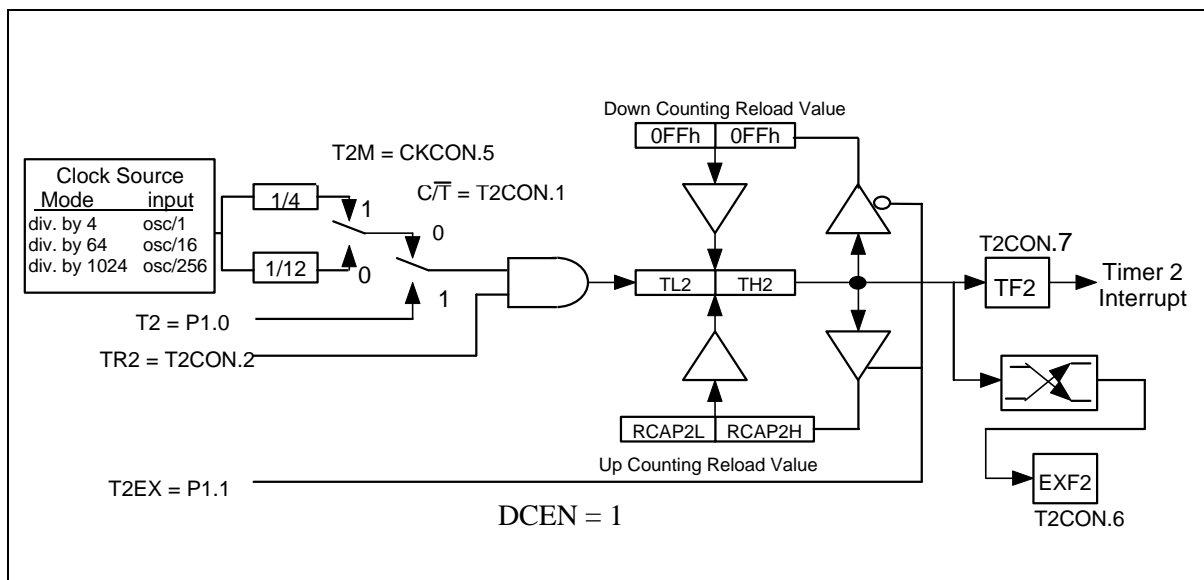 Down Counting Reload Value
0FFh 0FFh
T2M = CKCON.5
C/T̅ = T2CON.1
Clock Source
Mode input
div. by 4 osc/1
div. by 64 osc/16
div. by 1024 osc/256
1/4
1
0
1/12
0
1
T2CON.7
TL2 TH2
TF2
Timer 2
Interrupt
T2 = P1.0
TR2 = T2CON.2
RCAP2L RCAP2H
Up Counting Reload Value
T2EX = P1.1
EXF2
T2CON.6
DCEN = 1